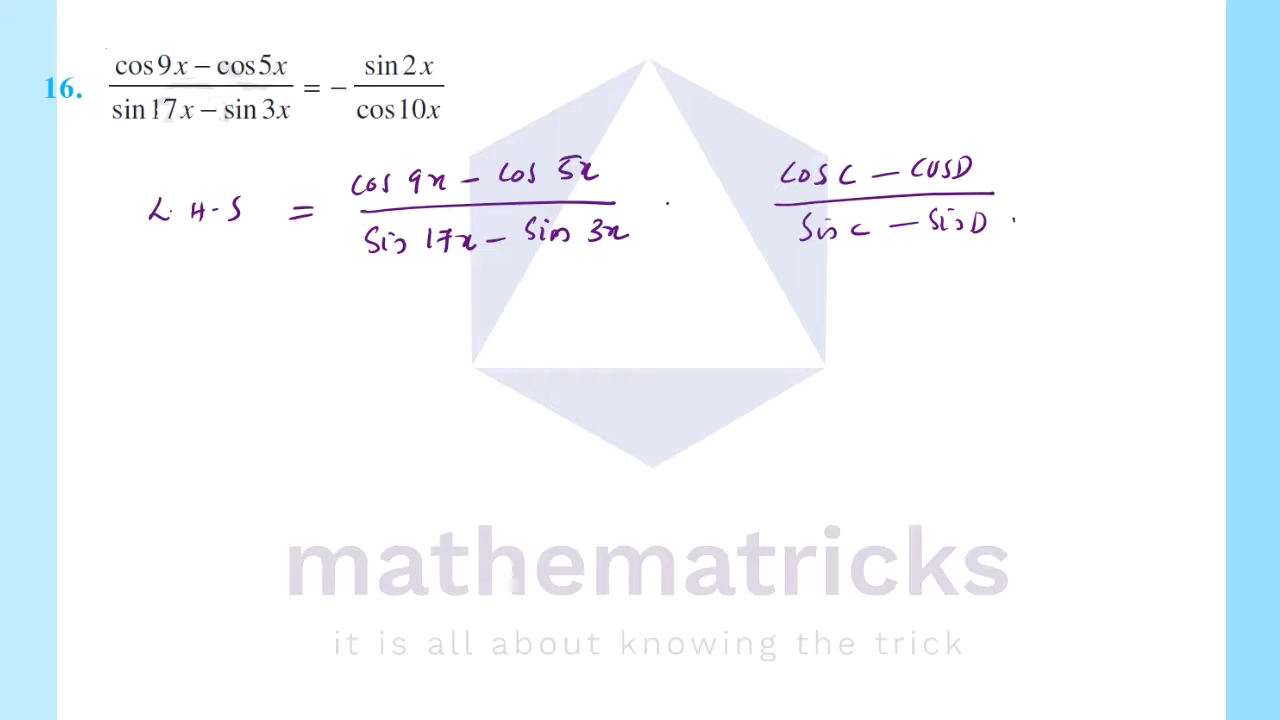 16. (cos 9x − cos 5x)/(sin 17x − sin 3x) = − sin 2x/cos 10x
L.H.S = (cos 9x − cos 5x)/(sin 17x − sin 3x) (cos C − cos D)/(sin C − sin D).
mathematricks
it is all about knowing the trick